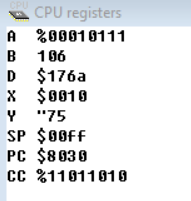 CPU registers
A %00010111
B 106
D $176a
X $0010
Y "75
SP $00ff
PC $8030
CC %11011010